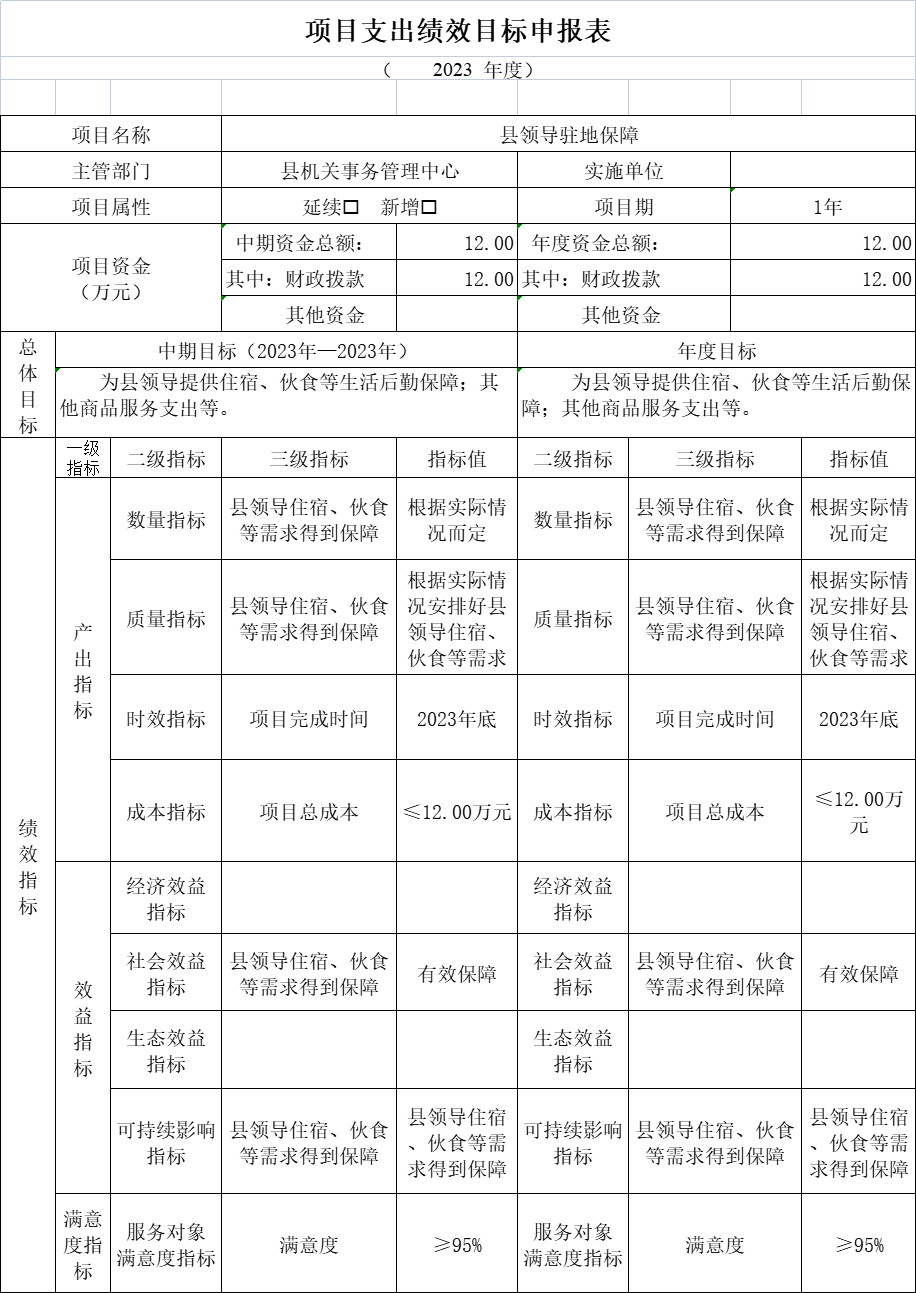 项目支出绩效目标申报表
（ 2023 年度）
项目名称 县领导驻地保障
主管部门 县机关事务管理中心 实施单位
项目属性 延续□ 新增□ 项目期 1年
项目资金
（万元）
中期资金总额： 12.00 年度资金总额： 12.00
其中：财政拨款 12.00 其中：财政拨款 12.00
其他资金 其他资金
总
体
目
标
中期目标（2023年—2023年） 年度目标
为县领导提供住宿、伙食等生活后勤保障；其
他商品服务支出等。
为县领导提供住宿、伙食等生活后勤保
障；其他商品服务支出等。
绩
效
指
标
一级
指标
二级指标 三级指标 指标值 二级指标 三级指标 指标值
产
出
指
标
数量指标
县领导住宿、伙食
等需求得到保障
根据实际情
况而定
数量指标
县领导住宿、伙食
等需求得到保障
根据实际情
况而定
质量指标
县领导住宿、伙食
等需求得到保障
根据实际情
况安排好县
领导住宿、
伙食等需求
质量指标
县领导住宿、伙食
等需求得到保障
根据实际情
况安排好县
领导住宿、
伙食等需求
时效指标 项目完成时间 2023年底 时效指标 项目完成时间 2023年底
成本指标 项目总成本 ≤12.00万元 成本指标 项目总成本
≤12.00万
元
效
益
指
标
经济效益
指标
经济效益
指标
社会效益
指标
县领导住宿、伙食
等需求得到保障
有效保障
社会效益
指标
县领导住宿、伙食
等需求得到保障
有效保障
生态效益
指标
生态效益
指标
可持续影响
指标
县领导住宿、伙食
等需求得到保障
县领导住宿
、伙食等需
求得到保障
可持续影响
指标
县领导住宿、伙食
等需求得到保障
县领导住宿
、伙食等需
求得到保障
满意
度指
标
服务对象
满意度指标
满意度 ≥95%
服务对象
满意度指标
满意度 ≥95%